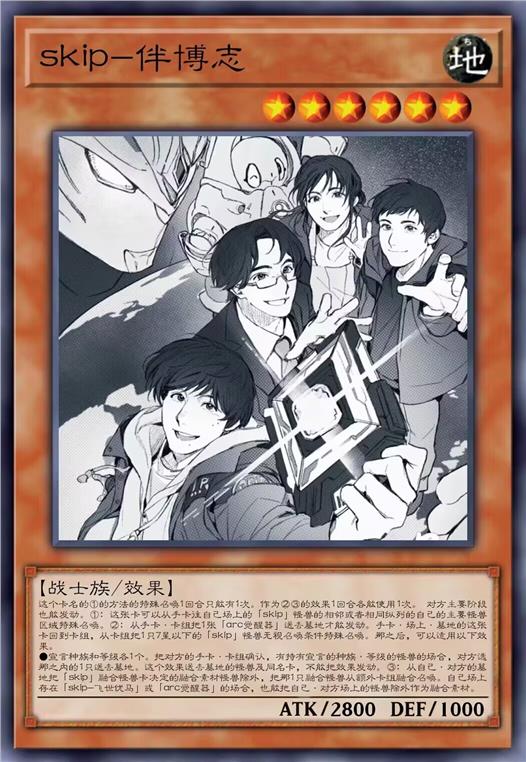 skip-伴博志
ち
地
【战士族/效果】
这个卡名的①的方法的特殊召唤1回合只能有1次。作为②③的效果1回合各能使用1次。 对方主要阶段
也能发动。①：这张卡可以从手卡往自己场上的「skip」怪兽的相邻或者相同纵列的自己的主要怪兽
区域特殊召唤。②：从手卡·卡组把1张「arc觉醒器」送去墓地才能发动。手卡·场上·墓地的这张
卡回到卡组，从卡组把1只7星以下的「skip」怪兽无视召唤条件特殊召唤。那之后，可以适用以下效
果。
●宣言种族和等级各1个。把对方的手卡·卡组确认，有持有宣言的种族·等级的怪兽的场合，对方选
那之内的1只送去墓地。这个效果送去墓地的怪兽及同名卡，不能把效果发动。③：从自己·对方的墓
地把「skip」融合怪兽卡决定的融合素材怪兽除外，把那1只融合怪兽从额外卡组融合召唤。自己场上
存在「skip-飞世优马」或「arc觉醒器」的场合，也能把自己·对方场上的怪兽除外作为融合素材。
ATK/2800 DEF/1000